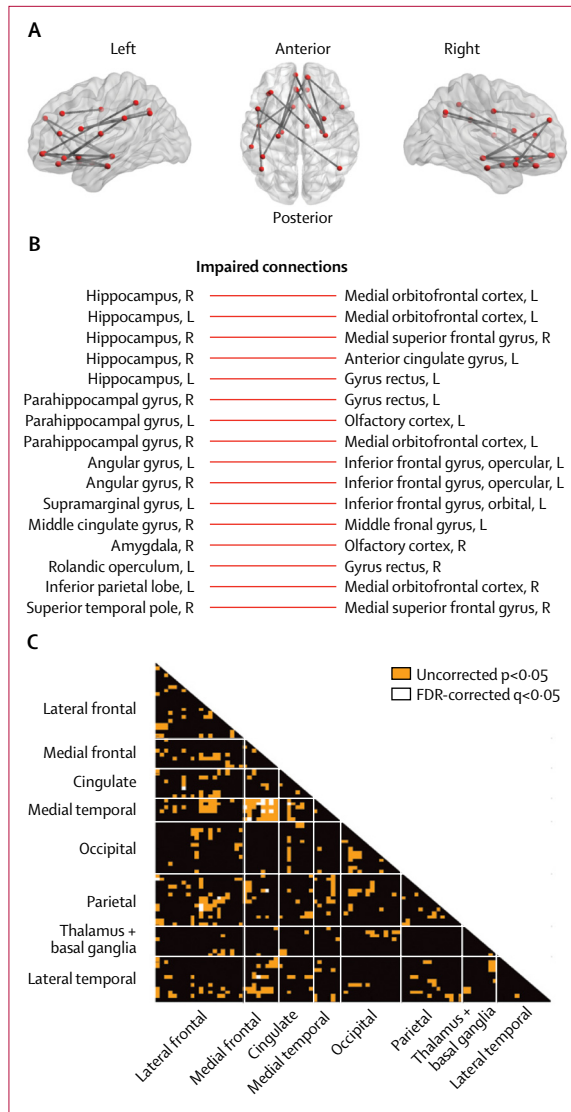 A
Left Anterior Right
Posterior
B
Impaired connections
Hippocampus, R Medial orbitofrontal cortex, L
Hippocampus, L Medial orbitofrontal cortex, L
Hippocampus, R Medial superior frontal gyrus, R
Hippocampus, R Anterior cingulate gyrus, L
Hippocampus, L Gyrus rectus, L
Parahippocampal gyrus, R Gyrus rectus, L
Parahippocampal gyrus, L Olfactory cortex, L
Parahippocampal gyrus, R Medial orbitofrontal cortex, L
Angular gyrus, L Inferior frontal gyrus, opercular, L
Angular gyrus, R Inferior frontal gyrus, opercular, L
Supramarginal gyrus, L Inferior frontal gyrus, orbital, L
Middle cingulate gyrus, R Middle fronal gyrus, L
Amygdala, R Olfactory cortex, R
Rolandic operculum, L Gyrus rectus, R
Inferior parietal lobe, L Medial orbitofrontal cortex, R
Superior temporal pole, R Medial superior frontal gyrus, R
C
Uncorrected p<0·05
FDR-corrected q<0·05
Lateral frontal
Medial frontal
Cingulate
Medial temporal
Occipital
Parietal
Thalamus +
basal ganglia
Lateral temporal
Lateral frontal
Medial frontal
Cingulate
Medial temporal
Occipital
Parietal
Thalamus +
basal ganglia
Lateral temporal